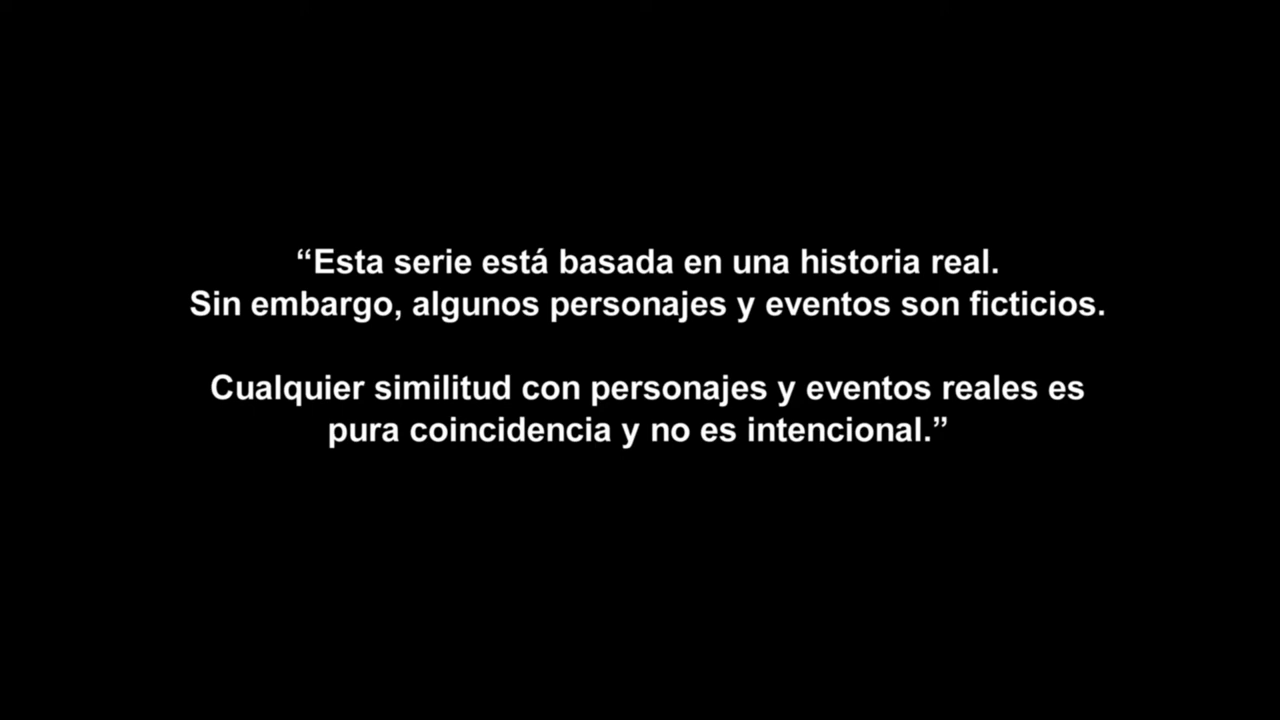 “Esta serie está basada en una historia real.
Sin embargo, algunos personajes y eventos son ficticios.
Cualquier similitud con personajes y eventos reales es
pura coincidencia y no es intencional.”